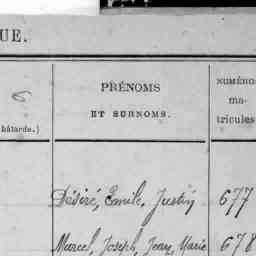 UE.
PRÉNOMS
ET SURNOMS.
NUMÉROS
ma-
tricules
bâtarde.)
Désiré, Emile, Justin 677
Marcel, Joseph, Jean, Marie 678